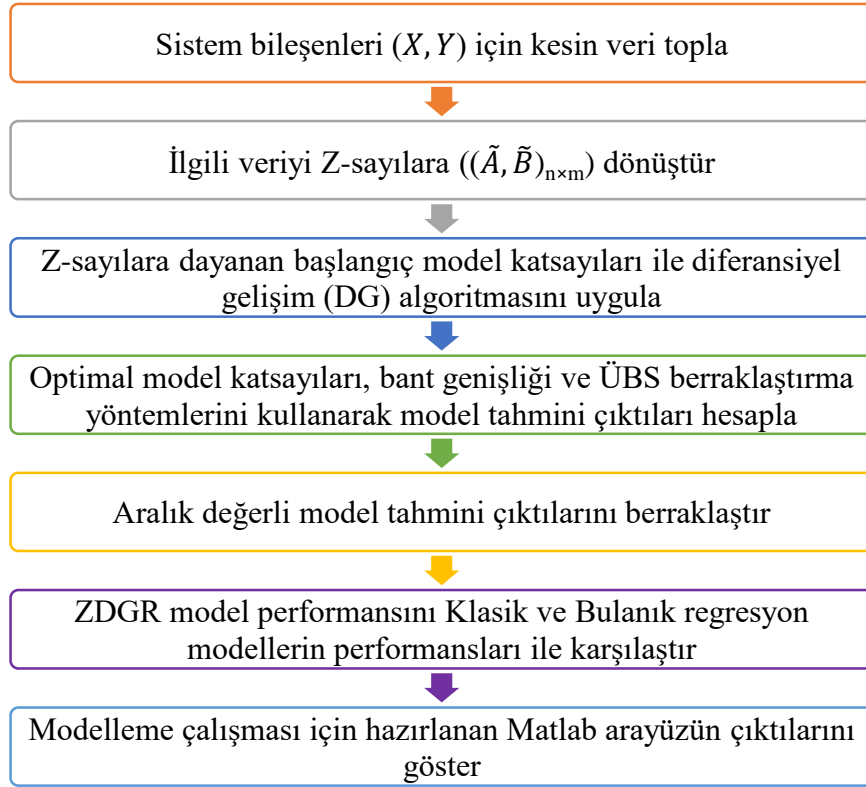 Sistem bileşenleri (X, Y) için kesin veri topla
İlgili veriyi Z-sayılara ((Ã, B̃)ₙₓₘ) dönüştür
Z-sayılara dayanan başlangıç model katsayıları ile diferansiyel
gelişim (DG) algoritmasını uygula
Optimal model katsayıları, bant genişliği ve ÜBS berraklaştırma
yöntemlerini kullanarak model tahmini çıktıları hesapla
Aralık değerli model tahmini çıktılarını berraklaştır
ZDGR model performansını Klasik ve Bulanık regresyon
modellerin performansları ile karşılaştır
Modelleme çalışması için hazırlanan Matlab arayüzün çıktılarını
göster